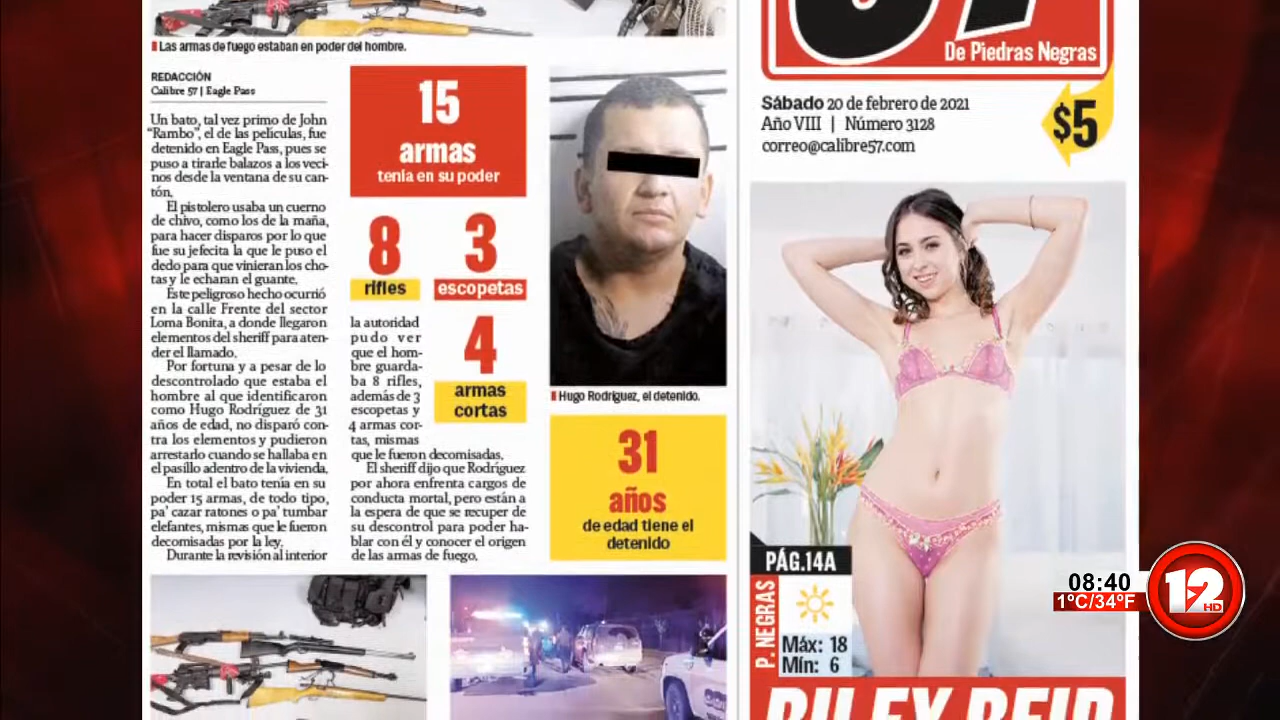 Las armas de fuego estaban en poder del hombre.
REDACCIÓN
Calibre 57 | Eagle Pass
Un bato, tal vez primo de John
“Rambo”, el de las películas, fue
detenido en Eagle Pass, pues se
puso a tirarle balazos a los veci-
nos desde la ventana de su can-
tón.
El pistolero usaba un cuerno
de chivo, como los de la maña,
para hacer disparos por lo que
fue su jefecita la que le puso el
dedo para que vinieran los cho-
tas y le echaran el guante.
Éste peligroso hecho ocurrió
en la calle Frente del sector
Loma Bonita, a donde llegaron
elementos del sheriff para aten-
der el llamado.
Por fortuna y a pesar de lo
descontrolado que estaba el
hombre al que identificaron
como Hugo Rodríguez de 31
años de edad, no disparó con-
tra los elementos y pudieron
arrestarlo cuando se hallaba en
el pasillo adentro de la vivienda.
En total el bato tenía en su
poder 15 armas, de todo tipo,
pa’ cazar ratones o pa’ tumbar
elefantes, mismas que le fueron
decomisadas por la ley.
Durante la revisión al interior
15
armas
tenía en su poder
8
rifles
3
escopetas
4
armas
cortas
la autoridad
pudo ver
que el hom-
bre guarda-
ba 8 rifles,
además de 3
escopetas y
4 armas cor-
tas, mismas
que le fueron decomisadas.
El sheriff dijo que Rodríguez
por ahora enfrenta cargos de
conducta mortal, pero están a
la espera de que se recuper de
su descontrol para poder ha-
blar con él y conocer el origen
de las armas de fuego.
Hugo Rodríguez, el detenido.
31
años
de edad tiene el
detenido
57
De Piedras Negras
Sábado 20 de febrero de 2021
Año VIII | Número 3128
correo@calibre57.com
$5
PÁG.14A
P. NEGRAS
Máx: 18
Mín: 6
RILEY REID
08:40
1ºC/34ºF
12
HD